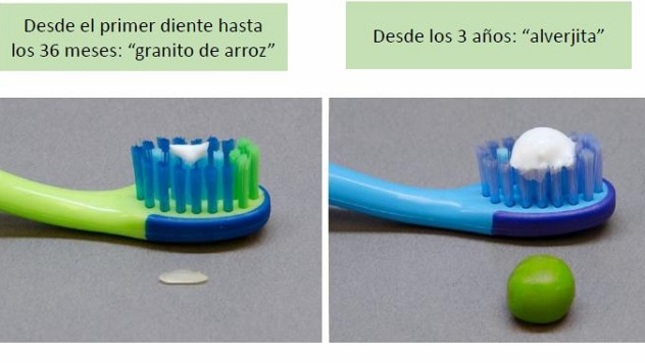 Desde el primer diente hasta
los 36 meses: “granito de arroz”
Desde los 3 años: “alverjita”